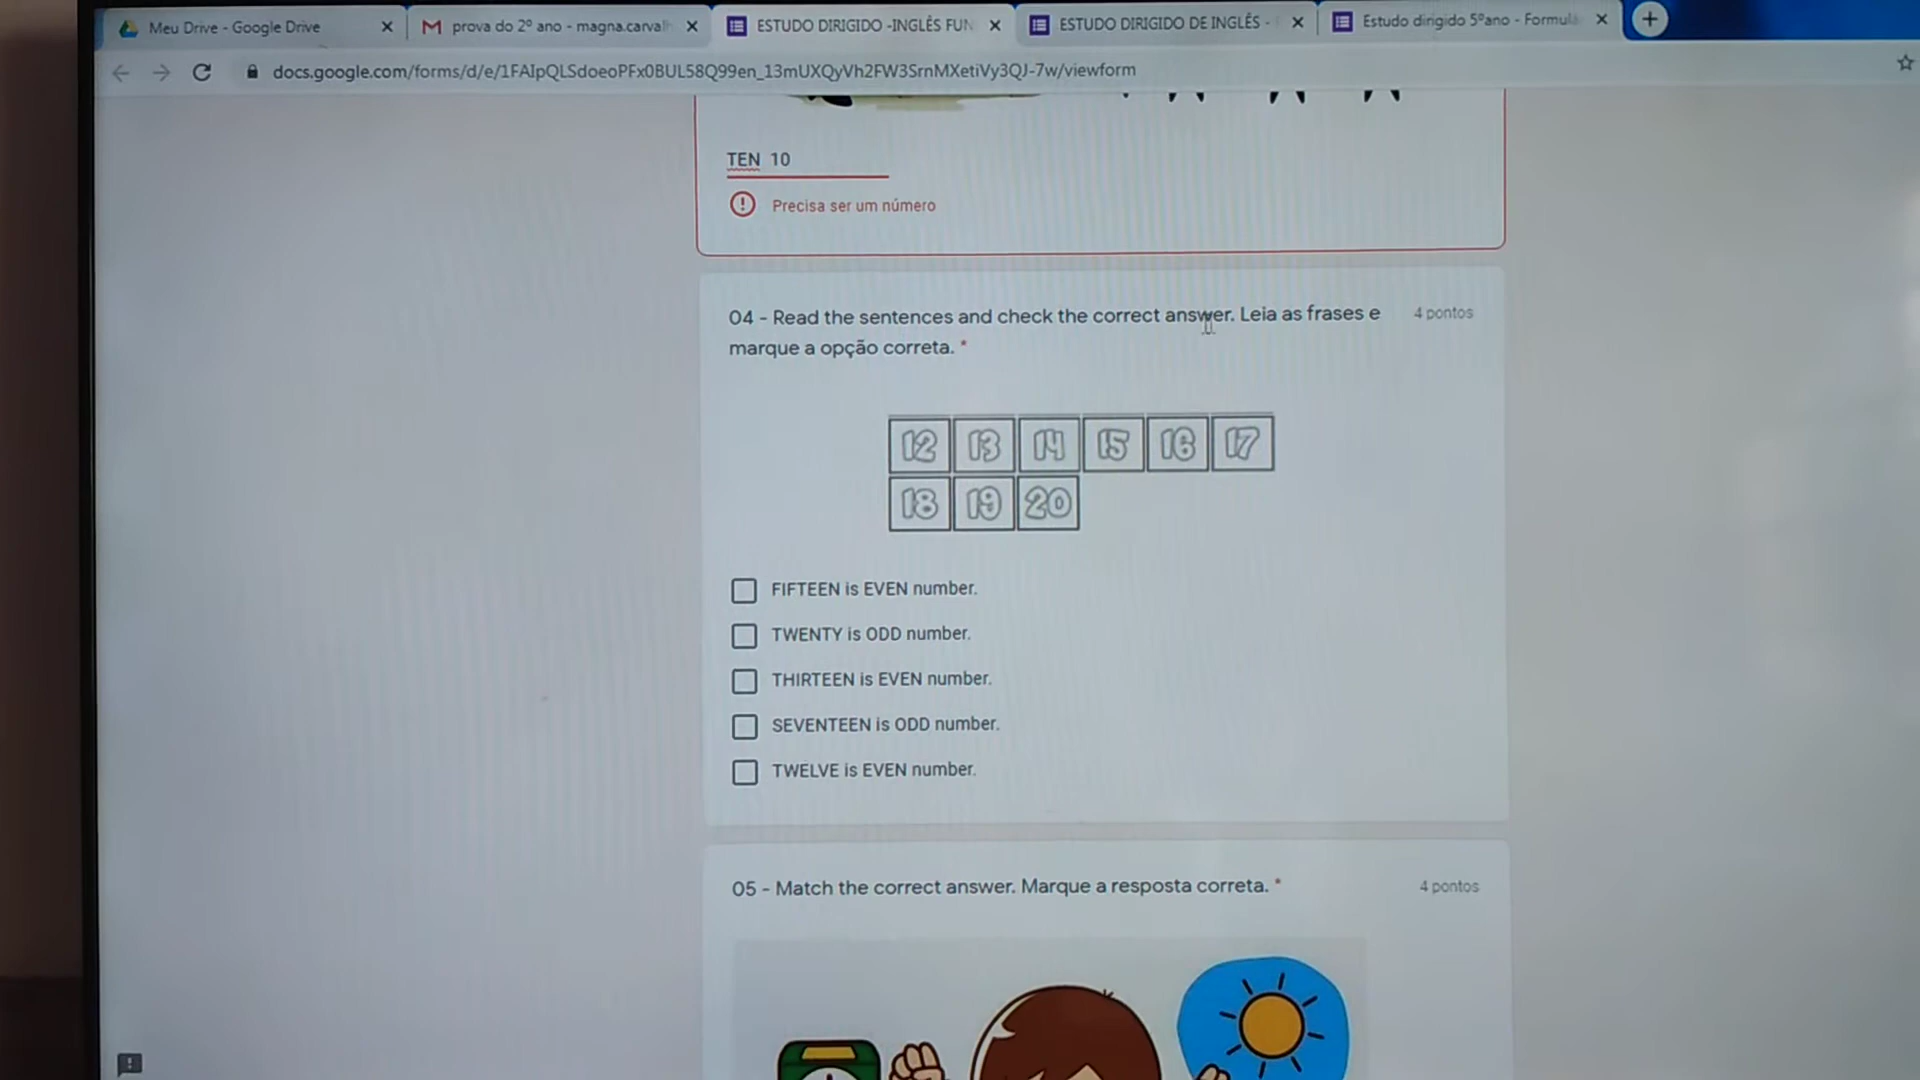 Meu Drive - Google Drive
prova do 2º ano - magna.carvalh
ESTUDO DIRIGIDO -INGLÊS FUN
ESTUDO DIRIGIDO DE INGLÊS -
Estudo dirigido 5ºano - Formulá
docs.google.com/forms/d/e/1FAIpQLSdoeoPFx0BUL58Q99en_13mUXQyVh2FW3SrnMXetiVy3QJ-7w/viewform
TEN 10
Precisa ser um número
04 - Read the sentences and check the correct answer. Leia as frases e
marque a opção correta. *
4 pontos
12 13 14 15 16 17
18 19 20
FIFTEEN is EVEN number.
TWENTY is ODD number.
THIRTEEN is EVEN number.
SEVENTEEN is ODD number.
TWELVE is EVEN number.
05 - Match the correct answer. Marque a resposta correta. *
4 pontos